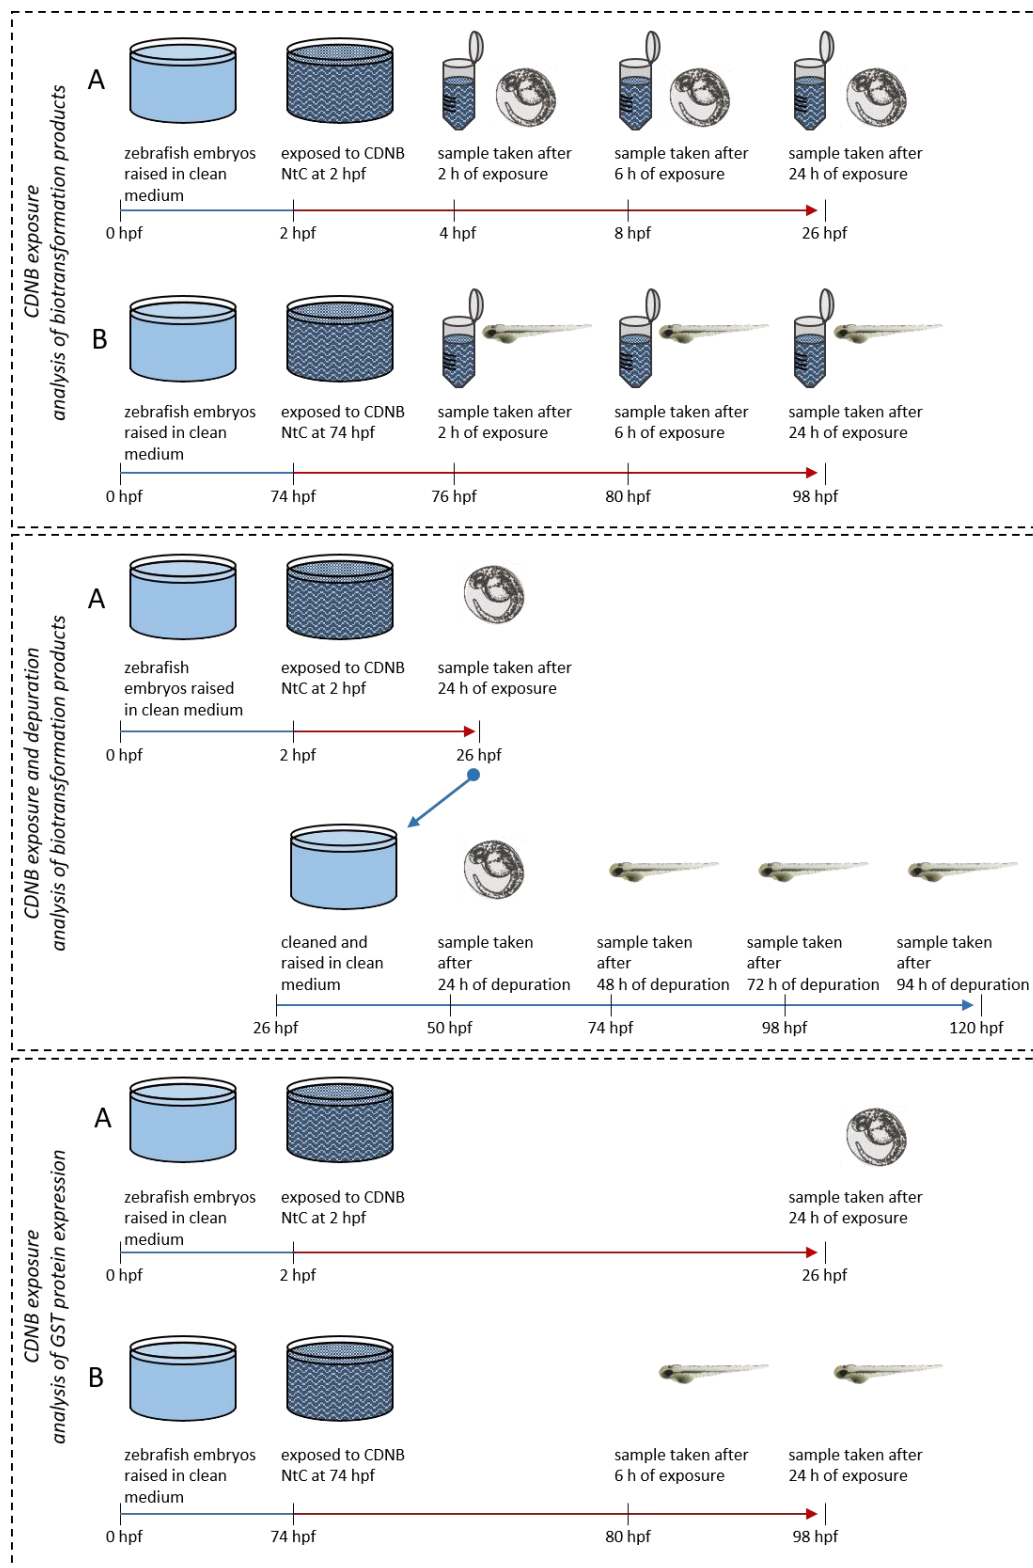 CDNB exposure
analysis of biotransformation products
A
zebrafish embryos
raised in clean
medium
exposed to CDNB
NtC at 2 hpf
sample taken after
2 h of exposure
sample taken after
6 h of exposure
sample taken after
24 h of exposure
0 hpf
2 hpf
4 hpf
8 hpf
26 hpf
B
zebrafish embryos
raised in clean
medium
exposed to CDNB
NtC at 74 hpf
sample taken after
2 h of exposure
sample taken after
6 h of exposure
sample taken after
24 h of exposure
0 hpf
74 hpf
76 hpf
80 hpf
98 hpf
CDNB exposure and depuration
analysis of biotransformation products
A
zebrafish
embryos raised
in clean medium
exposed to CDNB
NtC at 2 hpf
sample taken after
24 h of exposure
0 hpf
2 hpf
26 hpf
cleaned and
raised in clean
medium
sample taken
after
24 h of depuration
sample taken
after
48 h of depuration
sample taken
after
72 h of depuration
sample taken
after
94 h of depuration
26 hpf
50 hpf
74 hpf
98 hpf
120 hpf
CDNB exposure
analysis of GST protein expression
A
zebrafish embryos
raised in clean
medium
exposed to CDNB
NtC at 2 hpf
sample taken after
24 h of exposure
0 hpf
2 hpf
26 hpf
B
zebrafish embryos
raised in clean
medium
exposed to CDNB
NtC at 74 hpf
sample taken after
6 h of exposure
sample taken after
24 h of exposure
0 hpf
74 hpf
80 hpf
98 hpf